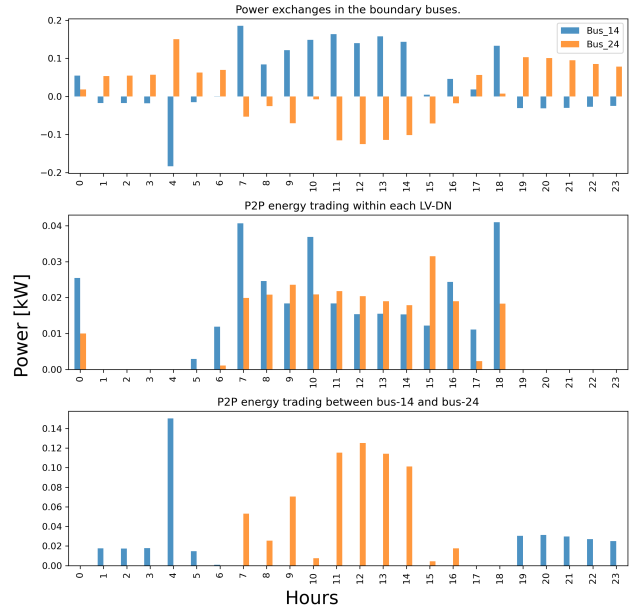 Power exchanges in the boundary buses.
0.2
0.1
0.0
−0.1
−0.2
Bus_14
Bus_24
0 1 2 3 4 5 6 7 8 9 10 11 12 13 14 15 16 17 18 19 20 21 22 23
P2P energy trading within each LV-DN
Power [kW]
0.04
0.03
0.02
0.01
0.00
0 1 2 3 4 5 6 7 8 9 10 11 12 13 14 15 16 17 18 19 20 21 22 23
P2P energy trading between bus-14 and bus-24
0.14
0.12
0.10
0.08
0.06
0.04
0.02
0.00
0 1 2 3 4 5 6 7 8 9 10 11 12 13 14 15 16 17 18 19 20 21 22 23
Hours